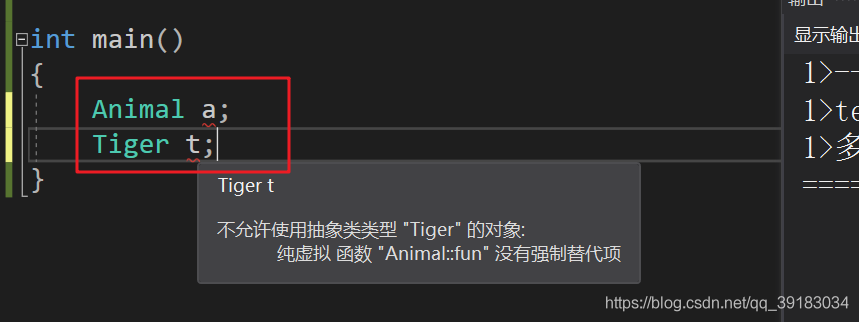 int main()
{
Animal a;
Tiger t;
}
Tiger t
不允许使用抽象类类型 "Tiger" 的对象:
纯虚拟 函数 "Animal::fun" 没有强制替代项
显示输出
1>--
1>te
1>多
====
https://blog.csdn.net/qq_39183034